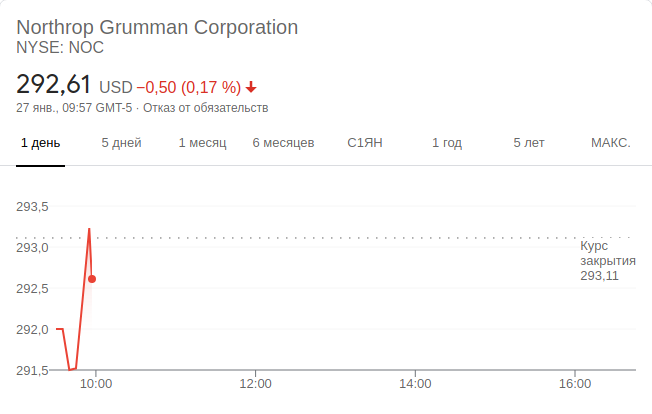 Northrop Grumman Corporation
NYSE: NOC
292,61 USD −0,50 (0,17 %)
27 янв., 09:57 GMT-5 · Отказ от обязательств
1 день 5 дней 1 месяц 6 месяцев С1ЯН 1 год 5 лет МАКС.
293,5
293,0
292,5
292,0
291,5
Курс
закрытия
293,11
10:00 12:00 14:00 16:00